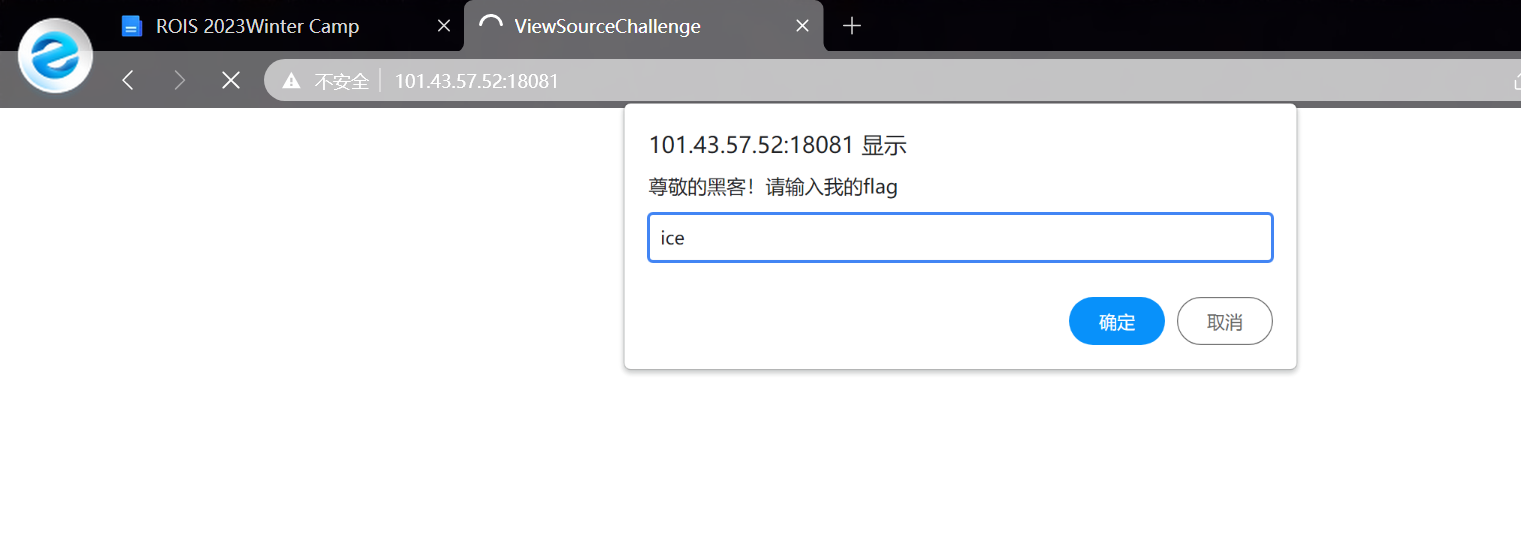 ROIS 2023Winter Camp
ViewSourceChallenge
不安全
101.43.57.52:18081
101.43.57.52:18081 显示
尊敬的黑客！请输入我的flag
ice
确定
取消